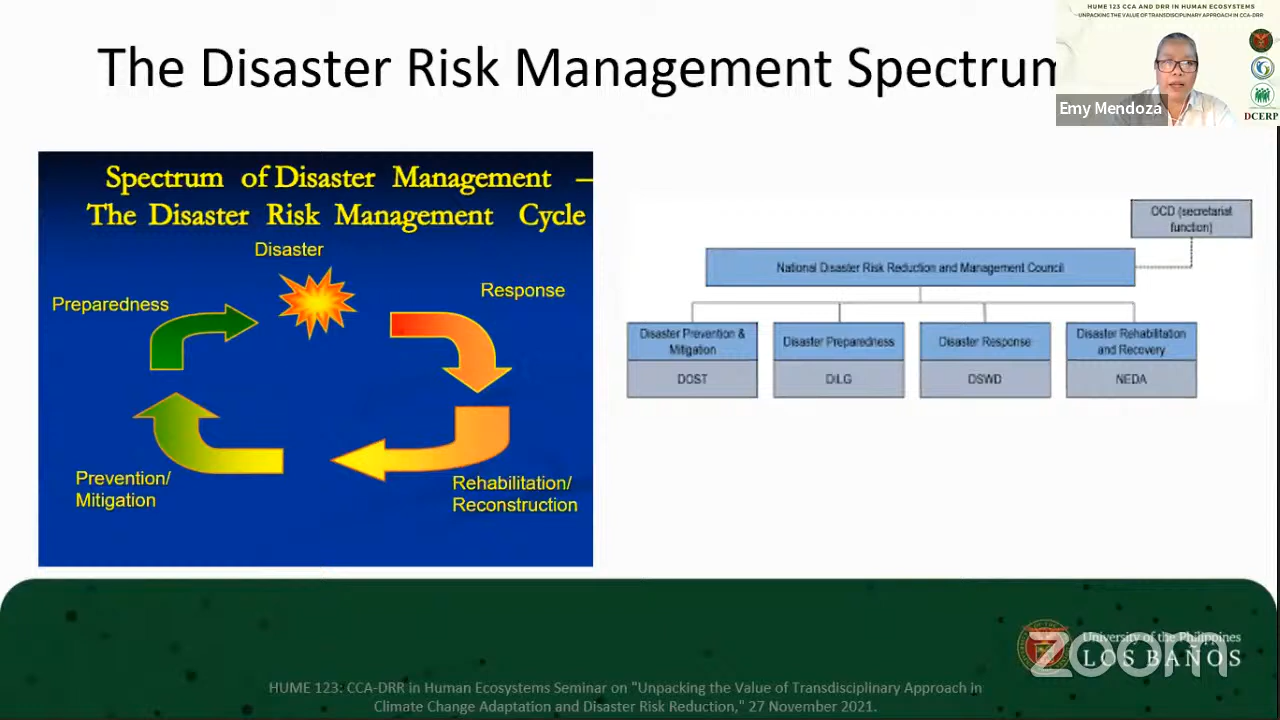 HUME 123 CCA AND DRR IN HUMAN ECOSYSTEMS
UNPACKING THE VALUE OF TRANSDISCIPLINARY APPROACH IN CCA-DRR
The Disaster Risk Management Spectrum
Emy Mendoza
DCERP
Spectrum of Disaster Management –
The Disaster Risk Management Cycle
Disaster
Preparedness
Response
Prevention/
Mitigation
Rehabilitation/
Reconstruction
OCD (secretarial
function)
National Disaster Risk Reduction and Management Council
Disaster Prevention &
Mitigation
DOST
Disaster Preparedness
DILG
Disaster Response
DSWD
Disaster Rehabilitation
and Recovery
NEDA
University of the Philippines
LOS BAÑOS
zoom
HUME 123: CCA-DRR in Human Ecosystems Seminar on "Unpacking the Value of Transdisciplinary Approach in
Climate Change Adaptation and Disaster Risk Reduction," 27 November 2021.